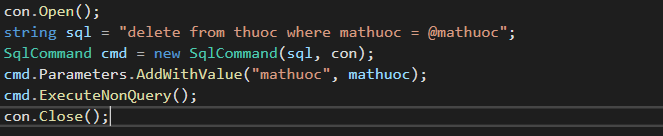 con.Open();
string sql = "delete from thuoc where mathuoc = @mathuoc";
SqlCommand cmd = new SqlCommand(sql, con);
cmd.Parameters.AddWithValue("mathuoc", mathuoc);
cmd.ExecuteNonQuery();
con.Close();